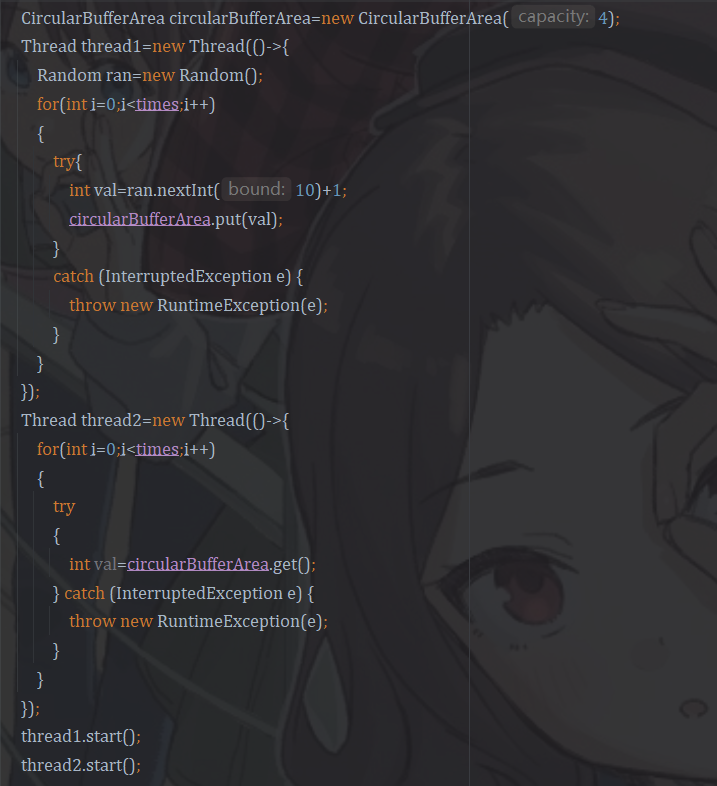 CircularBufferArea circularBufferArea=new CircularBufferArea( capacity: 4);
Thread thread1=new Thread(()->{
Random ran=new Random();
for(int i=0;i<times;i++)
{
try{
int val=ran.nextInt( bound: 10)+1;
circularBufferArea.put(val);
}
catch (InterruptedException e) {
throw new RuntimeException(e);
}
}
});
Thread thread2=new Thread(()->{
for(int i=0;i<times;i++)
{
try
{
int val=circularBufferArea.get();
} catch (InterruptedException e) {
throw new RuntimeException(e);
}
}
});
thread1.start();
thread2.start();